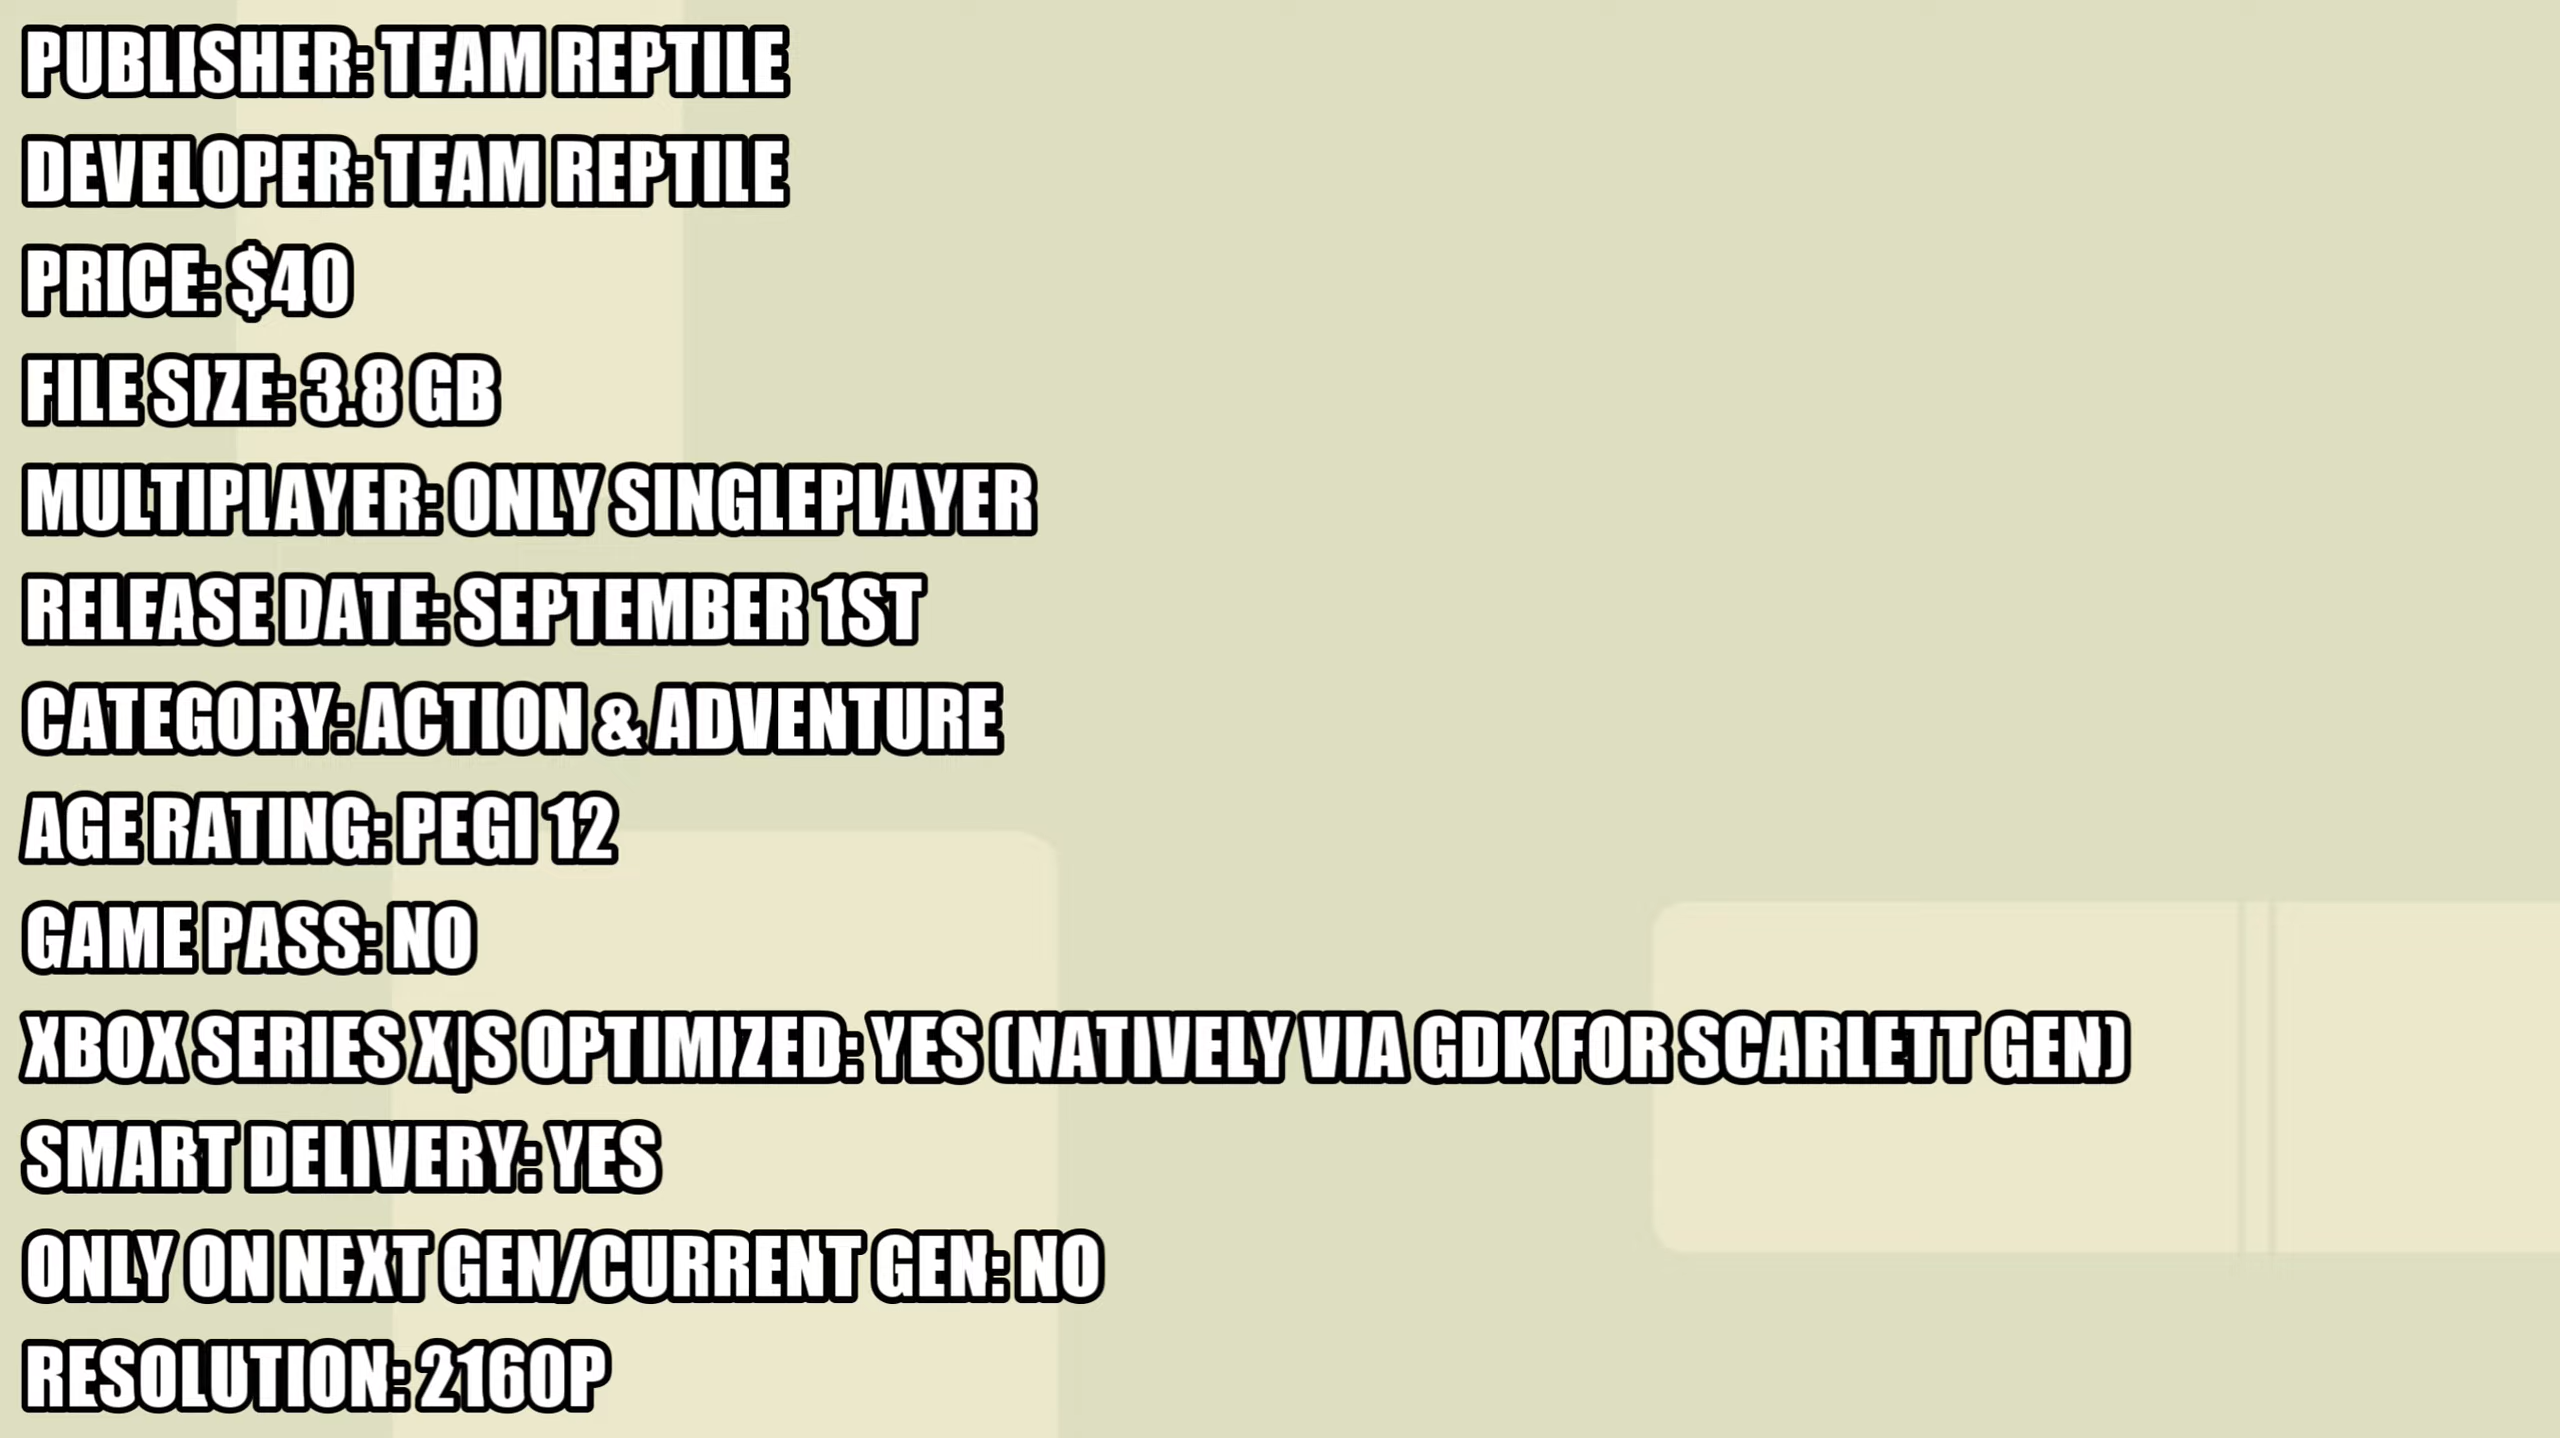 PUBLISHER: TEAM REPTILE
DEVELOPER: TEAM REPTILE
PRICE: $40
FILE SIZE: 3.8 GB
MULTIPLAYER: ONLY SINGLEPLAYER
RELEASE DATE: SEPTEMBER 1ST
CATEGORY: ACTION & ADVENTURE
AGE RATING: PEGI 12
GAME PASS: NO
XBOX SERIES X|S OPTIMIZED: YES (NATIVELY VIA GDK FOR SCARLETT GEN)
SMART DELIVERY: YES
ONLY ON NEXT GEN/CURRENT GEN: NO
RESOLUTION: 2160P